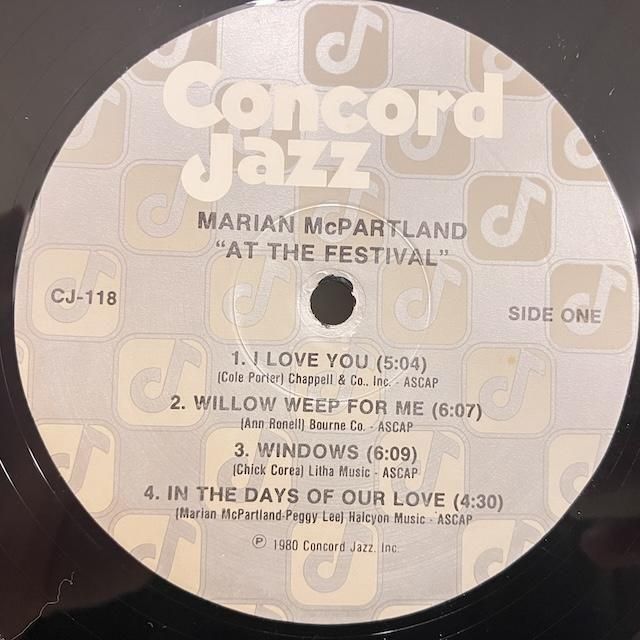 Concord
Jazz
MARIAN McPARTLAND
"AT THE FESTIVAL"
CJ-118
SIDE ONE
1. I LOVE YOU (5:04)
(Cole Porter) Chappell & Co., Inc. - ASCAP
2. WILLOW WEEP FOR ME (6:07)
(Ann Ronell) Bourne Co. - ASCAP
3. WINDOWS (6:09)
(Chick Corea) Litha Music - ASCAP
4. IN THE DAYS OF OUR LOVE (4:30)
(Marian McPartland-Peggy Lee) Halcyon Music - ASCAP
℗ 1980 Concord Jazz, Inc.